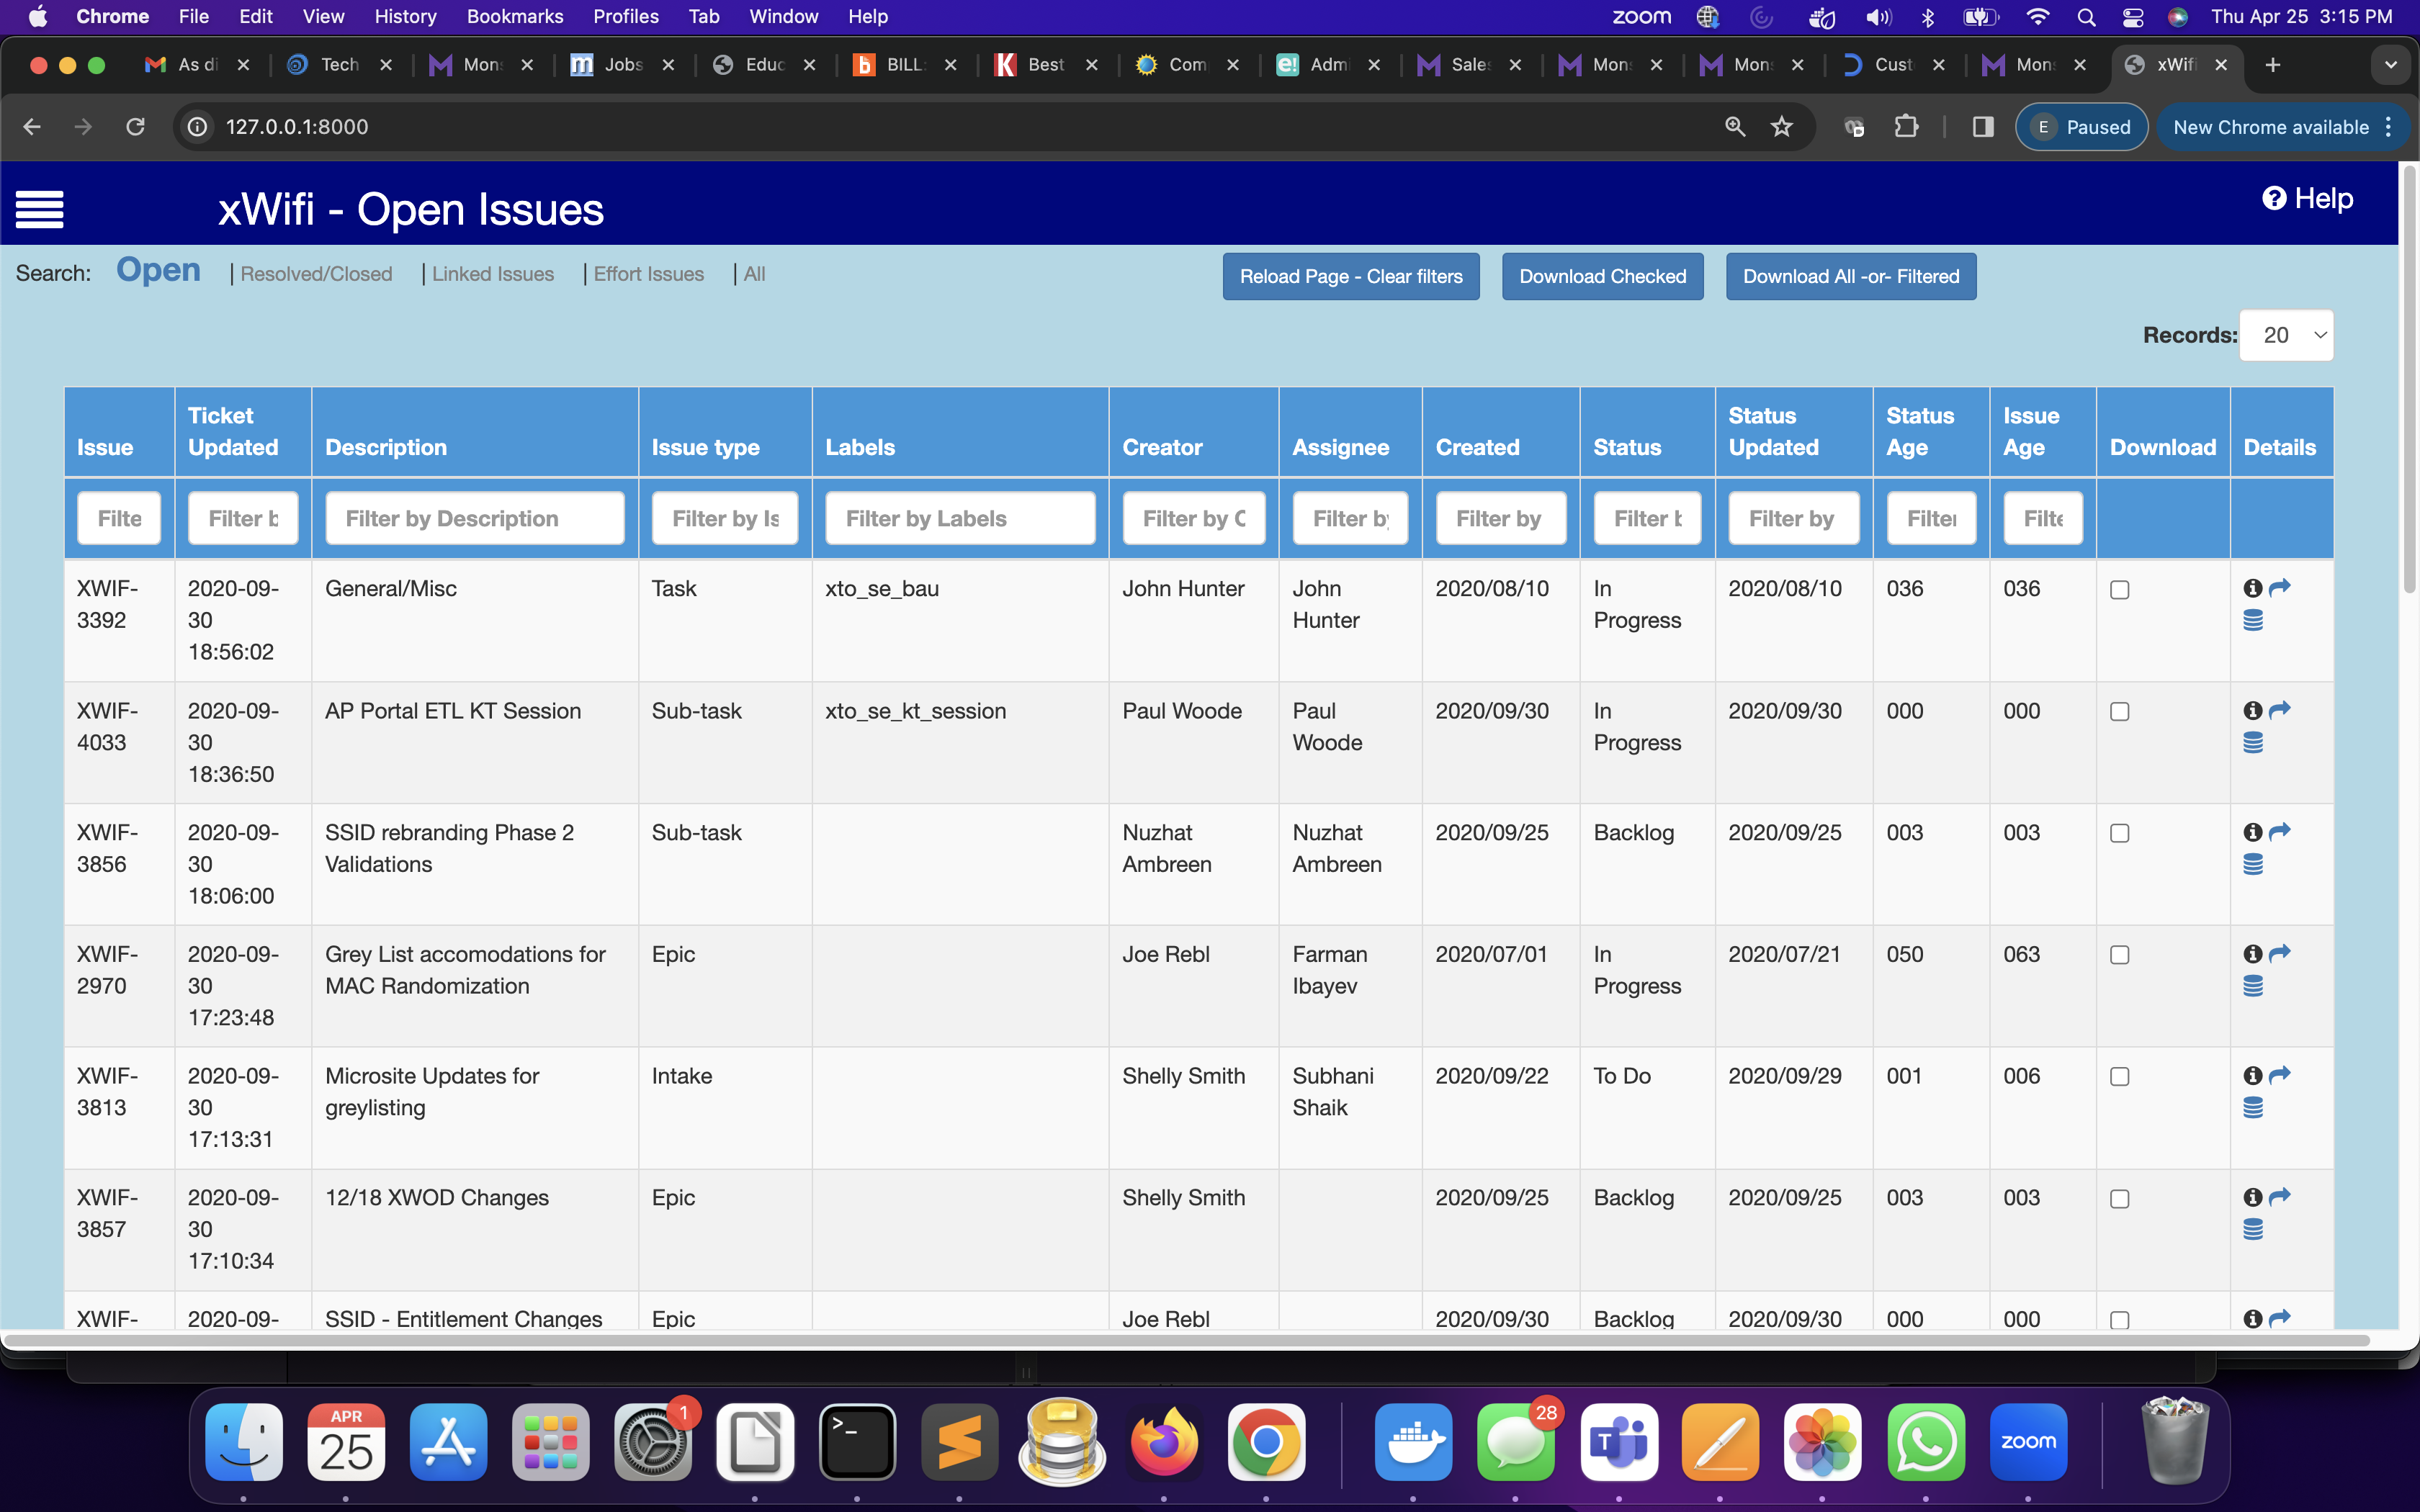 Chrome File Edit View History Bookmarks Profiles Tab Window Help zoom Thu Apr 25 3:15 PM
As di Tech Mon Jobs Educ BILL: Best Com Admi Sales Mons Mons Cust Mon xWifi
127.0.0.1:8000 E Paused New Chrome available
xWifi - Open Issues Help
Search: Open | Resolved/Closed | Linked Issues | Effort Issues | All Reload Page - Clear filters Download Checked Download All -or- Filtered
Records: 20
Issue Ticket Updated Description Issue type Labels Creator Assignee Created Status Status Updated Status Age Issue Age Download Details
Filte Filter b Filter by Description Filter by Is Filter by Labels Filter by C Filter by Filter by Filter b Filter by Filter Filte
XWIF-3392 2020-09-30 18:56:02 General/Misc Task xto_se_bau John Hunter John Hunter 2020/08/10 In Progress 2020/08/10 036 036
XWIF-4033 2020-09-30 18:36:50 AP Portal ETL KT Session Sub-task xto_se_kt_session Paul Woode Paul Woode 2020/09/30 In Progress 2020/09/30 000 000
XWIF-3856 2020-09-30 18:06:00 SSID rebranding Phase 2 Validations Sub-task Nuzhat Ambreen Nuzhat Ambreen 2020/09/25 Backlog 2020/09/25 003 003
XWIF-2970 2020-09-30 17:23:48 Grey List accomodations for MAC Randomization Epic Joe Rebl Farman Ibayev 2020/07/01 In Progress 2020/07/21 050 063
XWIF-3813 2020-09-30 17:13:31 Microsite Updates for greylisting Intake Shelly Smith Subhani Shaik 2020/09/22 To Do 2020/09/29 001 006
XWIF-3857 2020-09-30 17:10:34 12/18 XWOD Changes Epic Shelly Smith 2020/09/25 Backlog 2020/09/25 003 003
XWIF- 2020-09- SSID - Entitlement Changes Epic Joe Rebl 2020/09/30 Backlog 2020/09/30 000 000
APR 25 1 28 T zoom